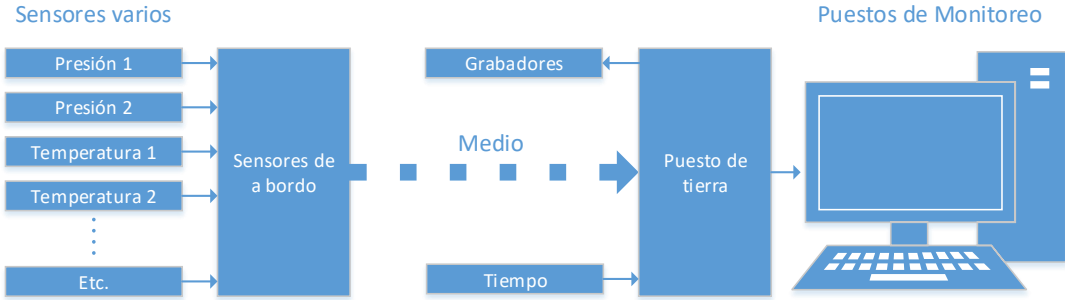 Sensores varios
Puestos de Monitoreo
Presión 1
Presión 2
Temperatura 1
Temperatura 2
Etc.
Sensores de
a bordo
Medio
Grabadores
Tiempo
Puesto de
tierra